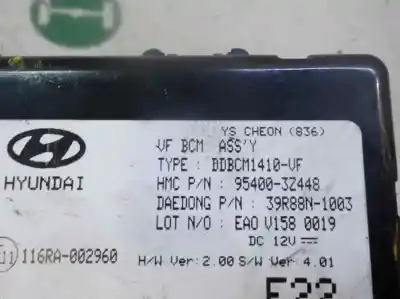 YS CHEON (836)
VF BCM ASS'Y
TYPE : BDBCM1410-VF
HYUNDAI
HMC P/N : 95400-3Z448
DAEDONG P/N : 39R88N-1003
LOT N/O : EAO V158 0019
DC 12V
116RA-002960
H/W Ver: 2.00 S/W Ver: 4.01